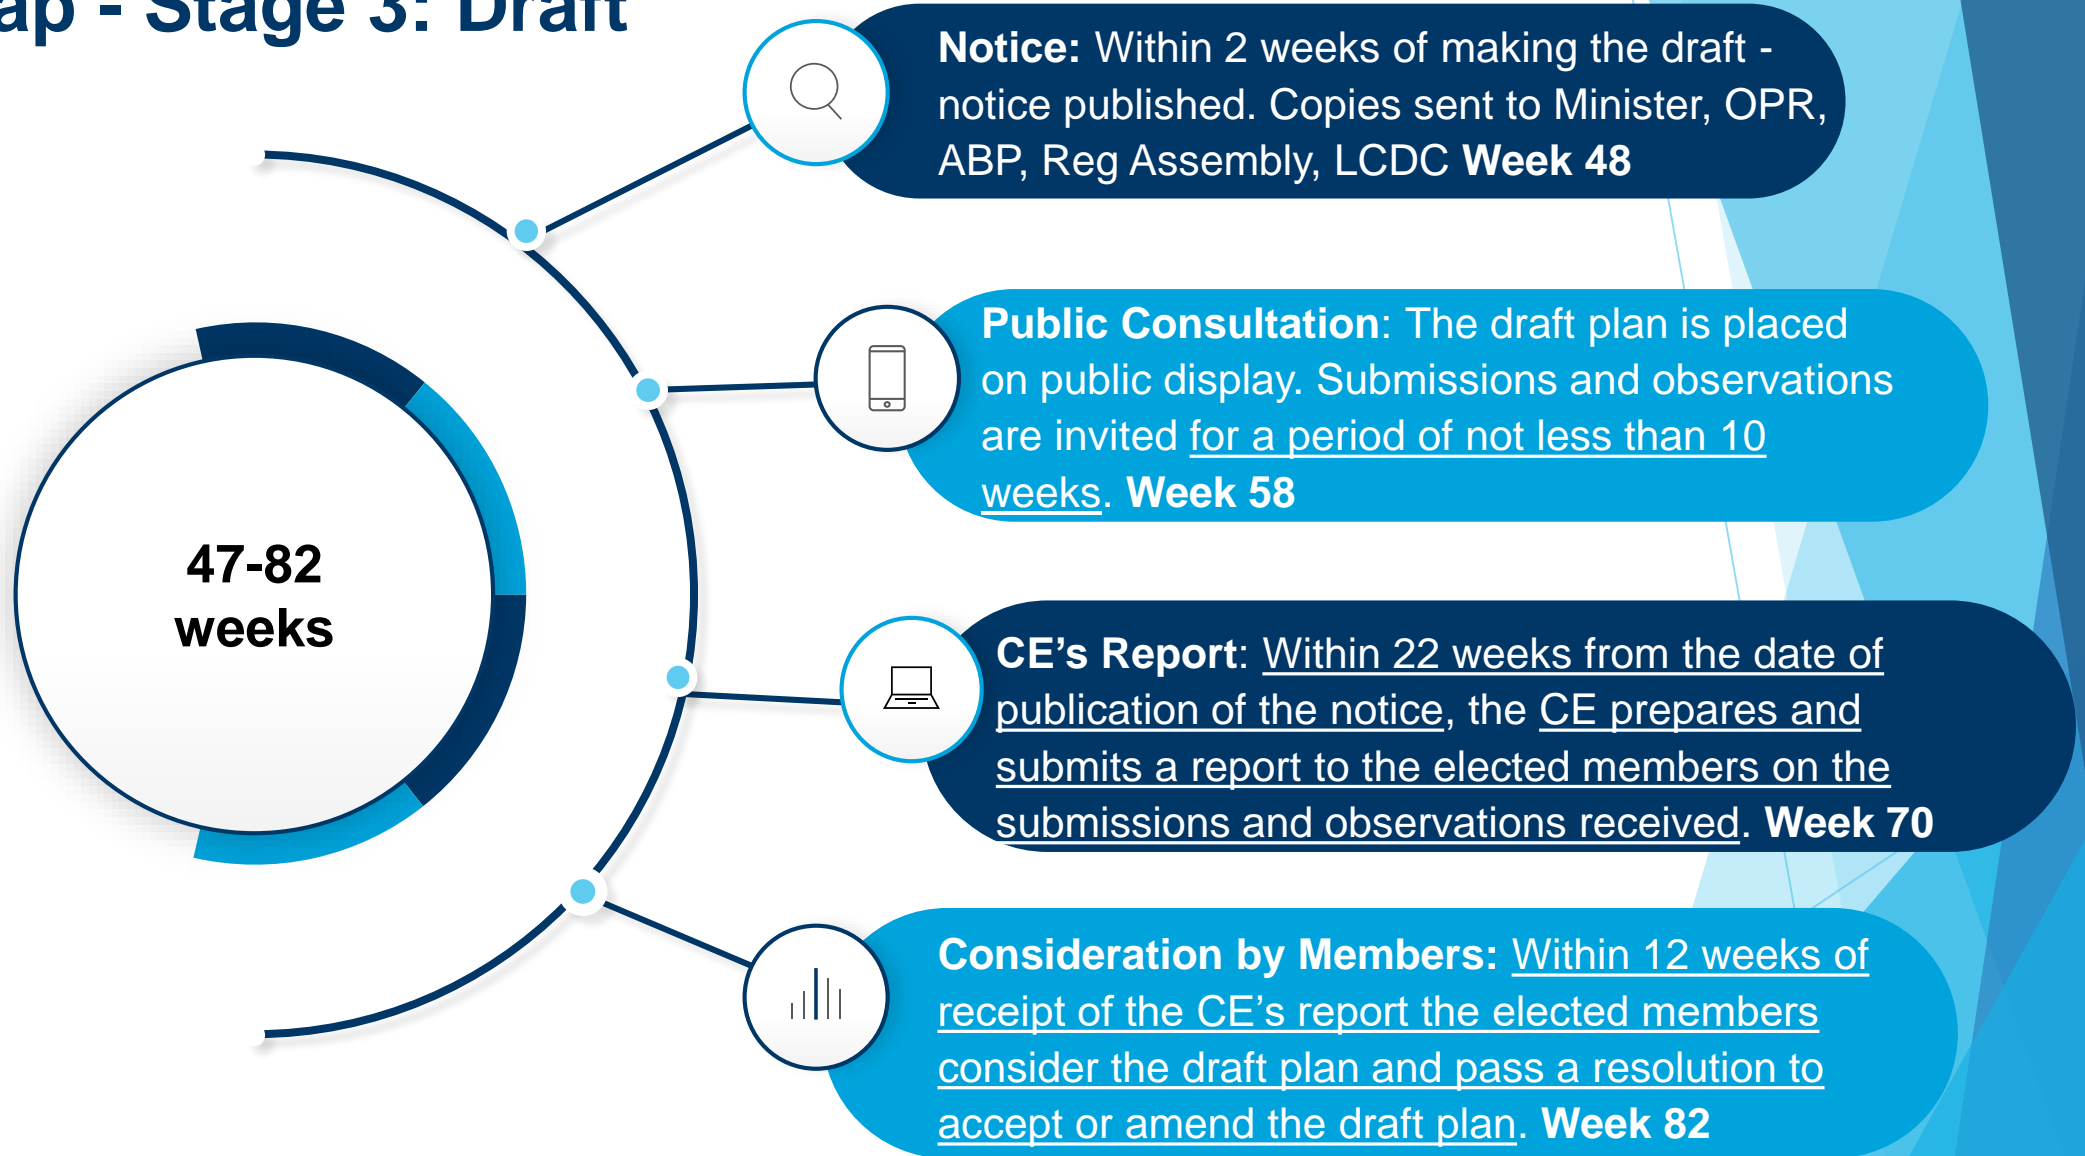 ap - Stage 3: Draft
Notice: Within 2 weeks of making the draft -
notice published. Copies sent to Minister, OPR,
ABP, Reg Assembly, LCDC Week 48
Public Consultation: The draft plan is placed
on public display. Submissions and observations
are invited for a period of not less than 10
weeks. Week 58
47-82
weeks
CE’s Report: Within 22 weeks from the date of
publication of the notice, the CE prepares and
submits a report to the elected members on the
submissions and observations received. Week 70
Consideration by Members: Within 12 weeks of
receipt of the CE’s report the elected members
consider the draft plan and pass a resolution to
accept or amend the draft plan. Week 82